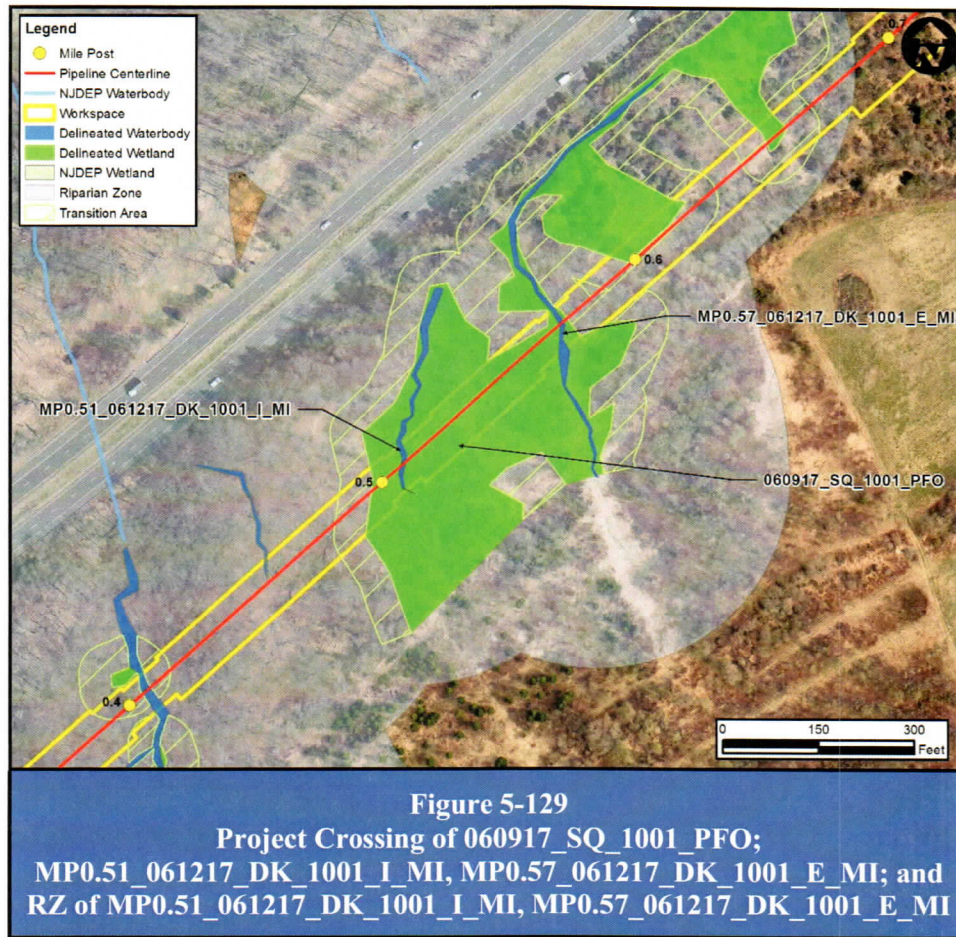 Legend
Mile Post
Pipeline Centerline
NJDEP Waterbody
Workspace
Delineated Waterbody
Delineated Wetland
NJDEP Wetland
Riparian Zone
Transition Area
0.7
N
0.6
MP0.57_061217_DK_1001_E_MI
MP0.51_061217_DK_1001_I_MI
060917_SQ_1001_PFO
0.5
0.4
0 150 300
Feet
Figure 5-129
Project Crossing of 060917_SQ_1001_PFO;
MP0.51_061217_DK_1001_I_MI, MP0.57_061217_DK_1001_E_MI; and
RZ of MP0.51_061217_DK_1001_I_MI, MP0.57_061217_DK_1001_E_MI